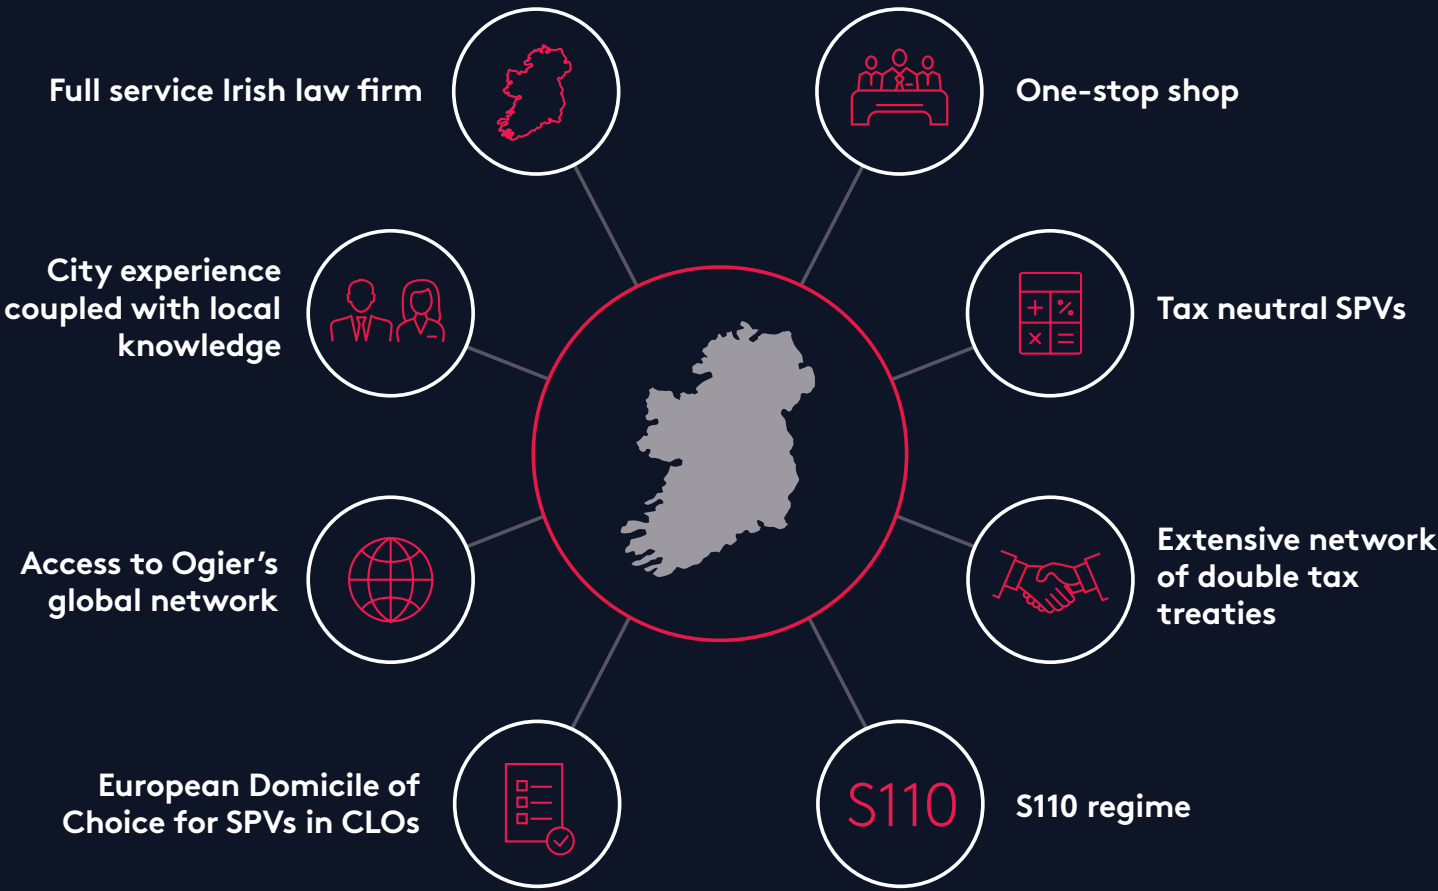 Full service Irish law firm
One-stop shop
City experience
coupled with local
knowledge
Tax neutral SPVs
Access to Ogier's
global network
Extensive network
of double tax
treaties
European Domicile of
Choice for SPVs in CLOs
S110
S110 regime